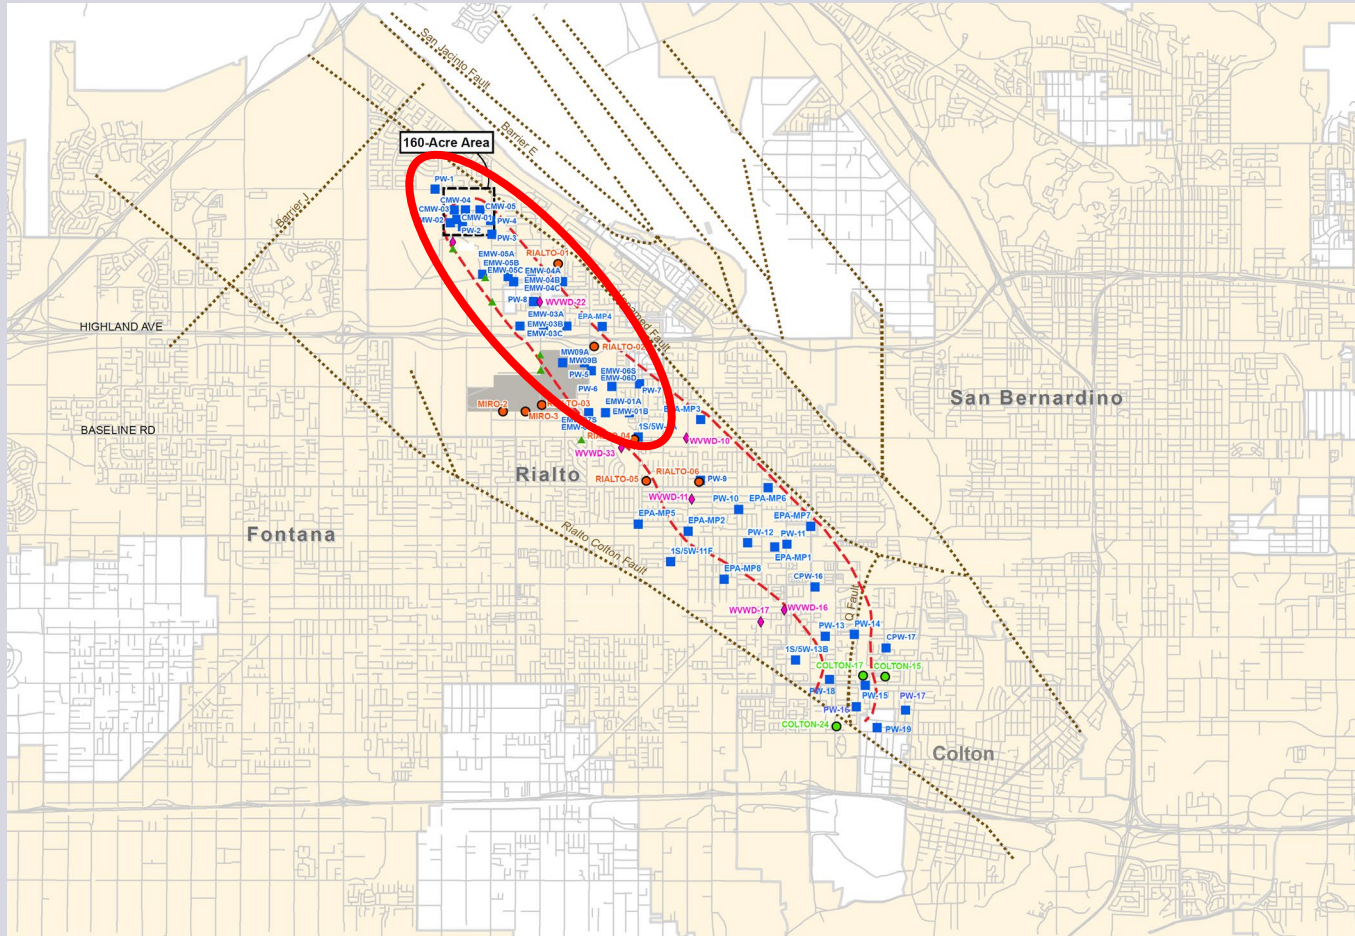 San Jacinto Fault
Barrier E
160-Acre Area
PW-1
Barrier J
CMW-04
CMW-03
CMW-05
CMW-01
PW-4
PW-2
PW-3
RIALTO-01
EMW-05A
EMW-05B
EMW-05C
EMW-04A
EMW-04B
EMW-04C
PW-8
WVWD-22
EMW-03A
EMW-03B
EMW-03C
EPA-MP4
HIGHLAND AVE
RIALTO-02
MW09A
MW09B
PW-5
EMW-06S
EMW-06D
PW-6
PW-7
San Bernardino
MIRO-2
RIALTO-03
MIRO-3
EMW-01A
EMW-01B
EPA-MP3
BASELINE RD
RIALTO-04
WVWD-10
WVWD-33
Rialto
RIALTO-05
RIALTO-06
PW-9
WVWD-11
PW-10
EPA-MP6
EPA-MP5
EPA-MP2
EPA-MP7
Fontana
Rialto Colton Fault
PW-12
PW-11
EPA-MP1
1S/5W-11F
EPA-MP8
CPW-16
Q Fault
WVWD-17
WVWD-16
PW-13
PW-14
CPW-17
1S/5W-13B
COLTON-17
COLTON-15
PW-18
PW-15
PW-17
PW-16
COLTON-24
PW-19
Colton